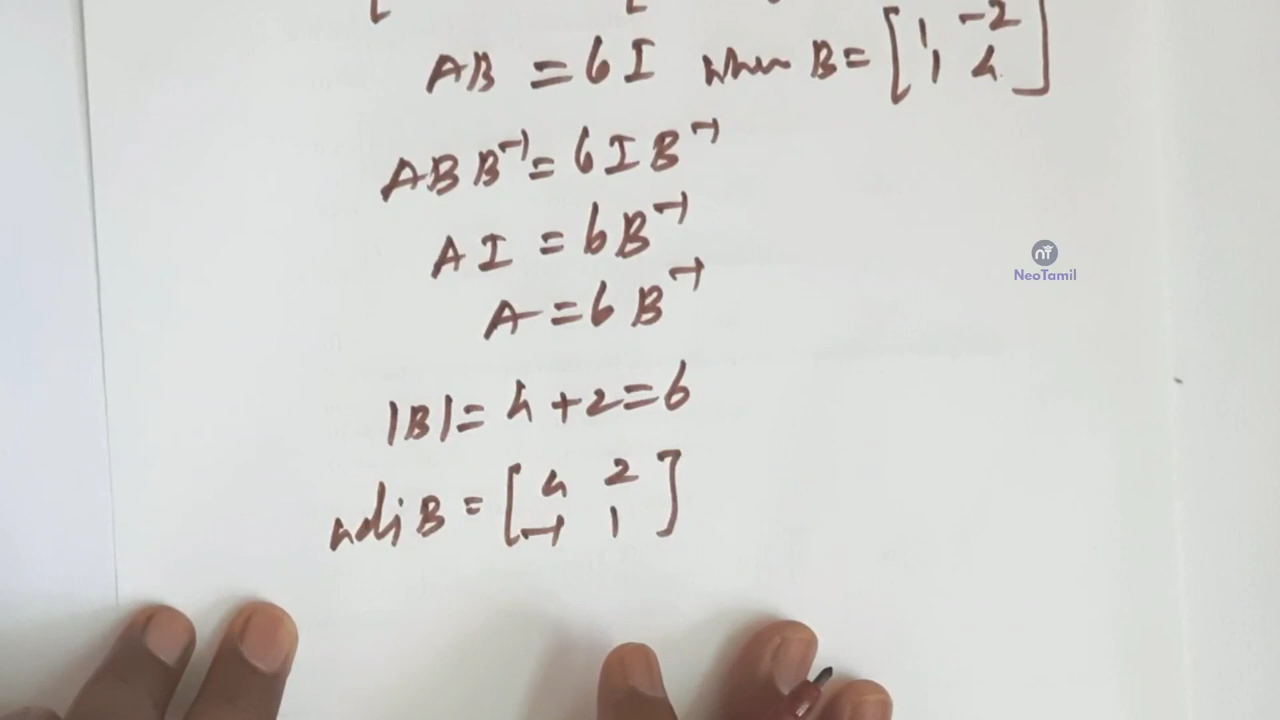 AB = 6I when B = [1 -2
1 4]
ABB⁻¹ = 6IB⁻¹
AI = 6B⁻¹
A = 6B⁻¹
|B| = 4+2=6
adj B = [4 2
-1 1]
NeoTamil